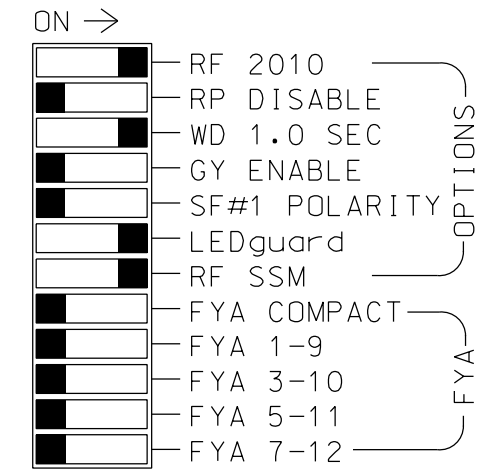 ON →
RF 2010
RP DISABLE
WD 1.0 SEC
GY ENABLE
SF#1 POLARITY
LEDguard
RF SSM
FYA COMPACT
FYA 1-9
FYA 3-10
FYA 5-11
FYA 7-12
OPTIONS
FYA